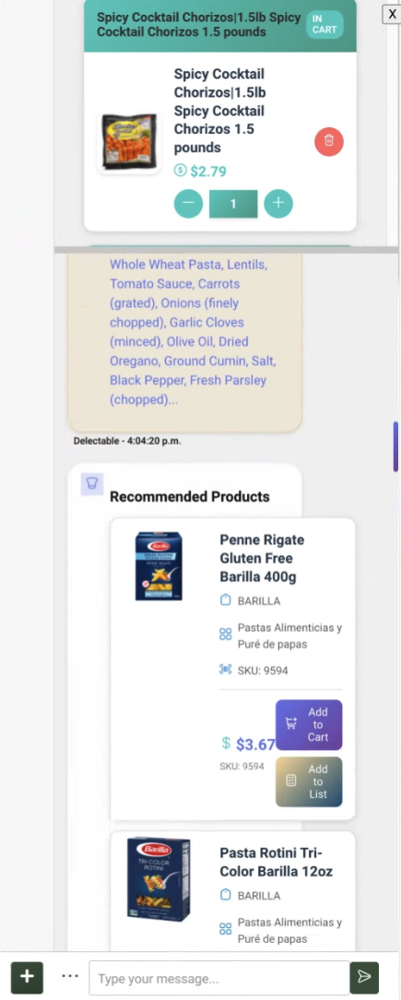 X
Spicy Cocktail Chorizos|1.5lb Spicy
Cocktail Chorizos 1.5 pounds
IN
CART
Spicy Cocktail
Chorizos|1.5lb
Spicy Cocktail
Chorizos 1.5
pounds
$ $2.79
1
Whole Wheat Pasta, Lentils,
Tomato Sauce, Carrots
(grated), Onions (finely
chopped), Garlic Cloves
(minced), Olive Oil, Dried
Oregano, Ground Cumin, Salt,
Black Pepper, Fresh Parsley
(chopped)...
Delectable - 4:04:20 p.m.
Recommended Products
Barilla
Penne Rigate
Gluten Free
Barilla 400g
BARILLA
Pastas Alimenticias y
Puré de papas
SKU: 9594
$ $3.67
SKU: 9594
Add
to
Cart
Add
to
List
Barilla
TRI-COLOR
ROTINI
Pasta Rotini Tri-
Color Barilla 12oz
BARILLA
Pastas Alimenticias y
Puré de papas
Type your message...